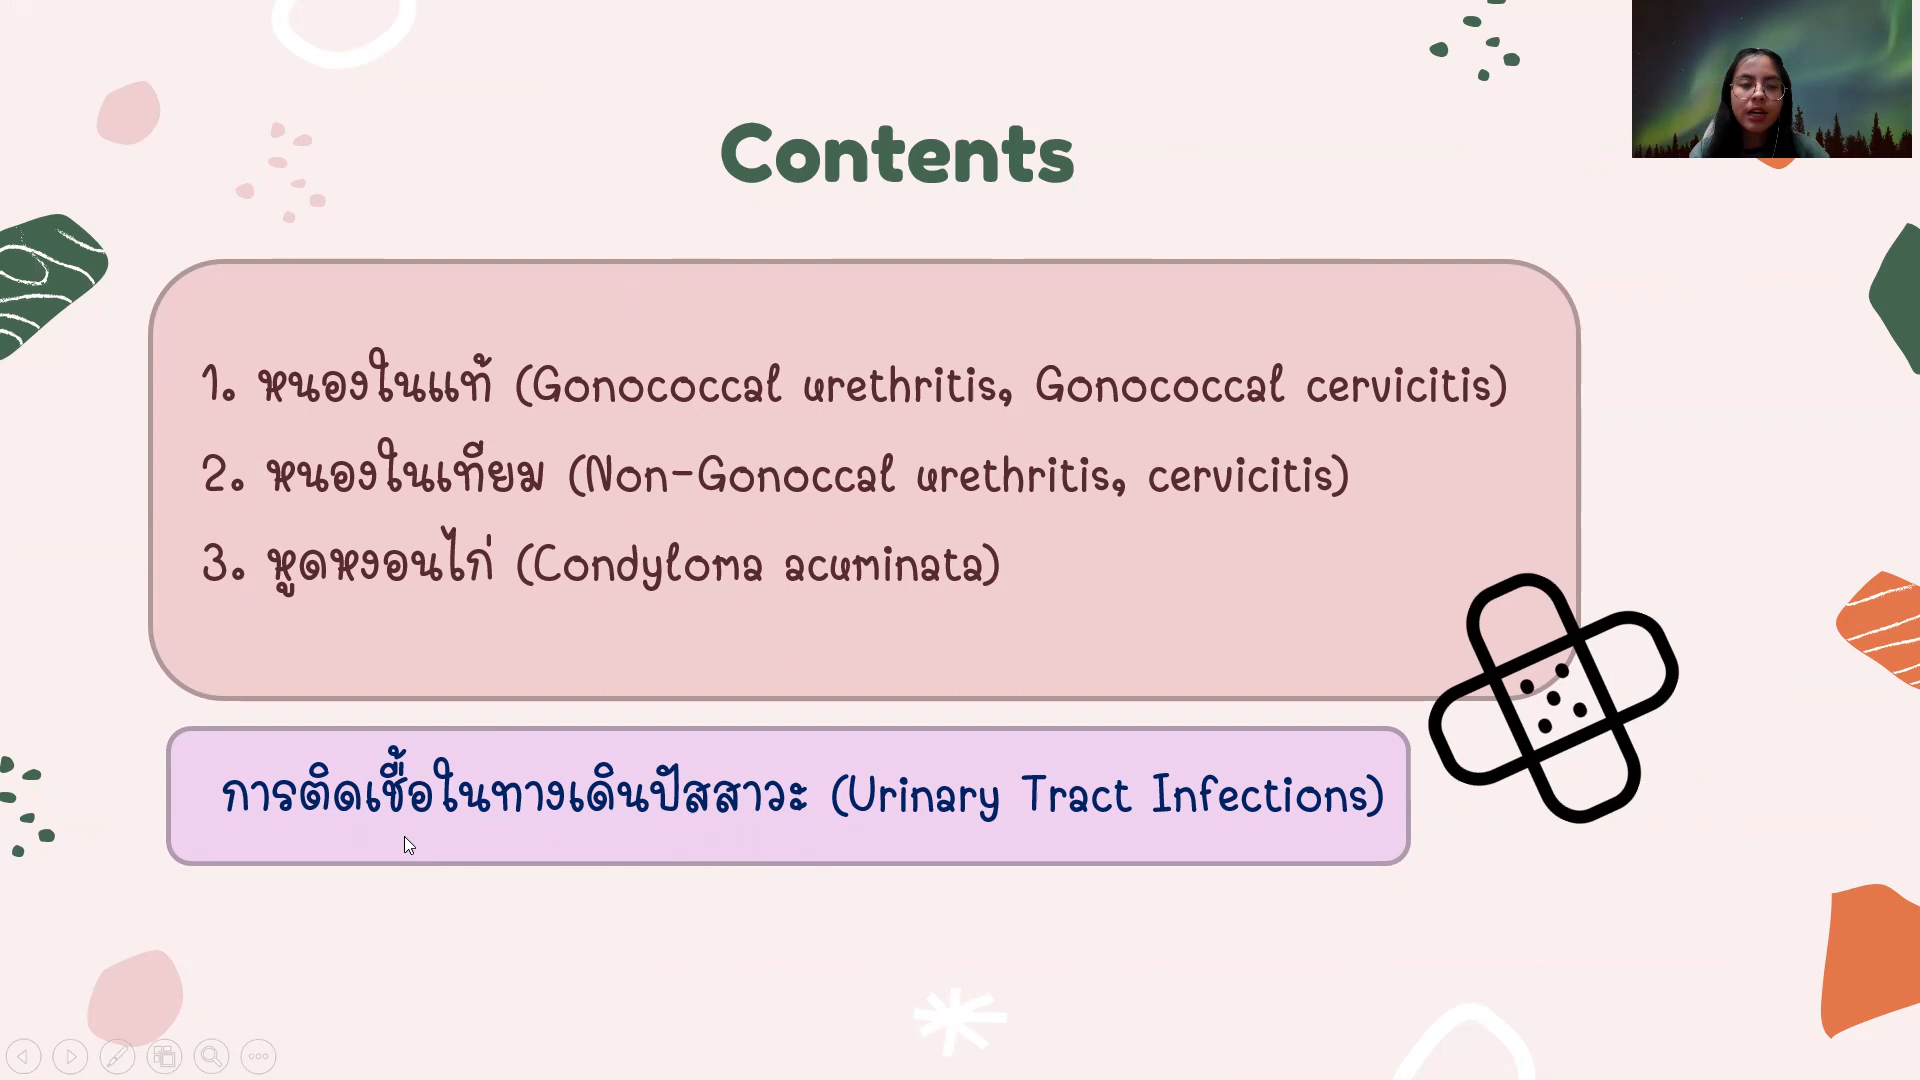 Contents
1. หนองในแท้ (Gonococcal urethritis, Gonococcal cervicitis)
2. หนองในเทียม (Non-Gonoccal urethritis, cervicitis)
3. หูดหงอนไก่ (Condyloma acuminata)
การติดเชื้อในทางเดินปัสสาวะ (Urinary Tract Infections)